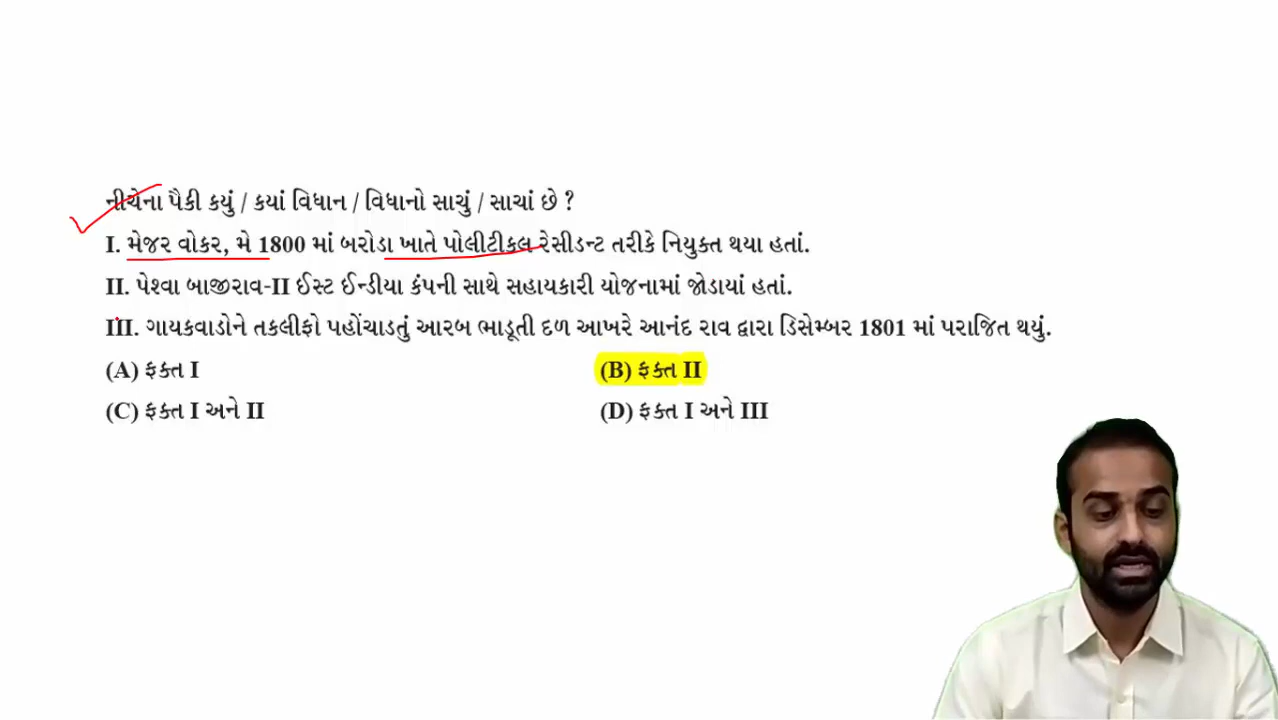 નીચેના પૈકી કયું / કયાં વિધાન / વિધાનો સાચું / સાચાં છે ?
I. મેજર વોકર, મે 1800 માં બરોડા ખાતે પોલીટીકલ રેસીડન્ટ તરીકે નિયુક્ત થયા હતાં.
II. પેશ્વા બાજીરાવ-II ઈસ્ટ ઈન્ડીયા કંપની સાથે સહાયકારી યોજનામાં જોડાયાં હતાં.
III. ગાયકવાડોને તકલીફો પહોંચાડતું આરબ ભાડૂતી દળ આખરે આનંદ રાવ દ્વારા ડિસેમ્બર 1801 માં પરાજિત થયું.
(A) ફક્ત I (B) ફક્ત II
(C) ફક્ત I અને II (D) ફક્ત I અને III